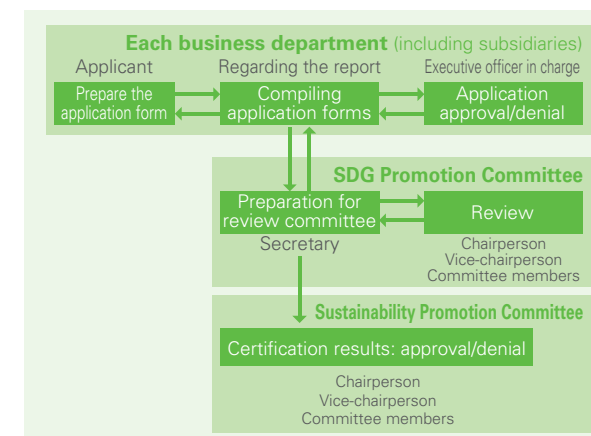 Each business department (including subsidiaries)
Applicant
Regarding the report
Executive officer in charge
Prepare the
application form
Compiling
application forms
Application
approval/denial
SDG Promotion Committee
Preparation for
review committee
Review
Secretary
Chairperson
Vice-chairperson
Committee members
Sustainability Promotion Committee
Certification results: approval/denial
Chairperson
Vice-chairperson
Committee members